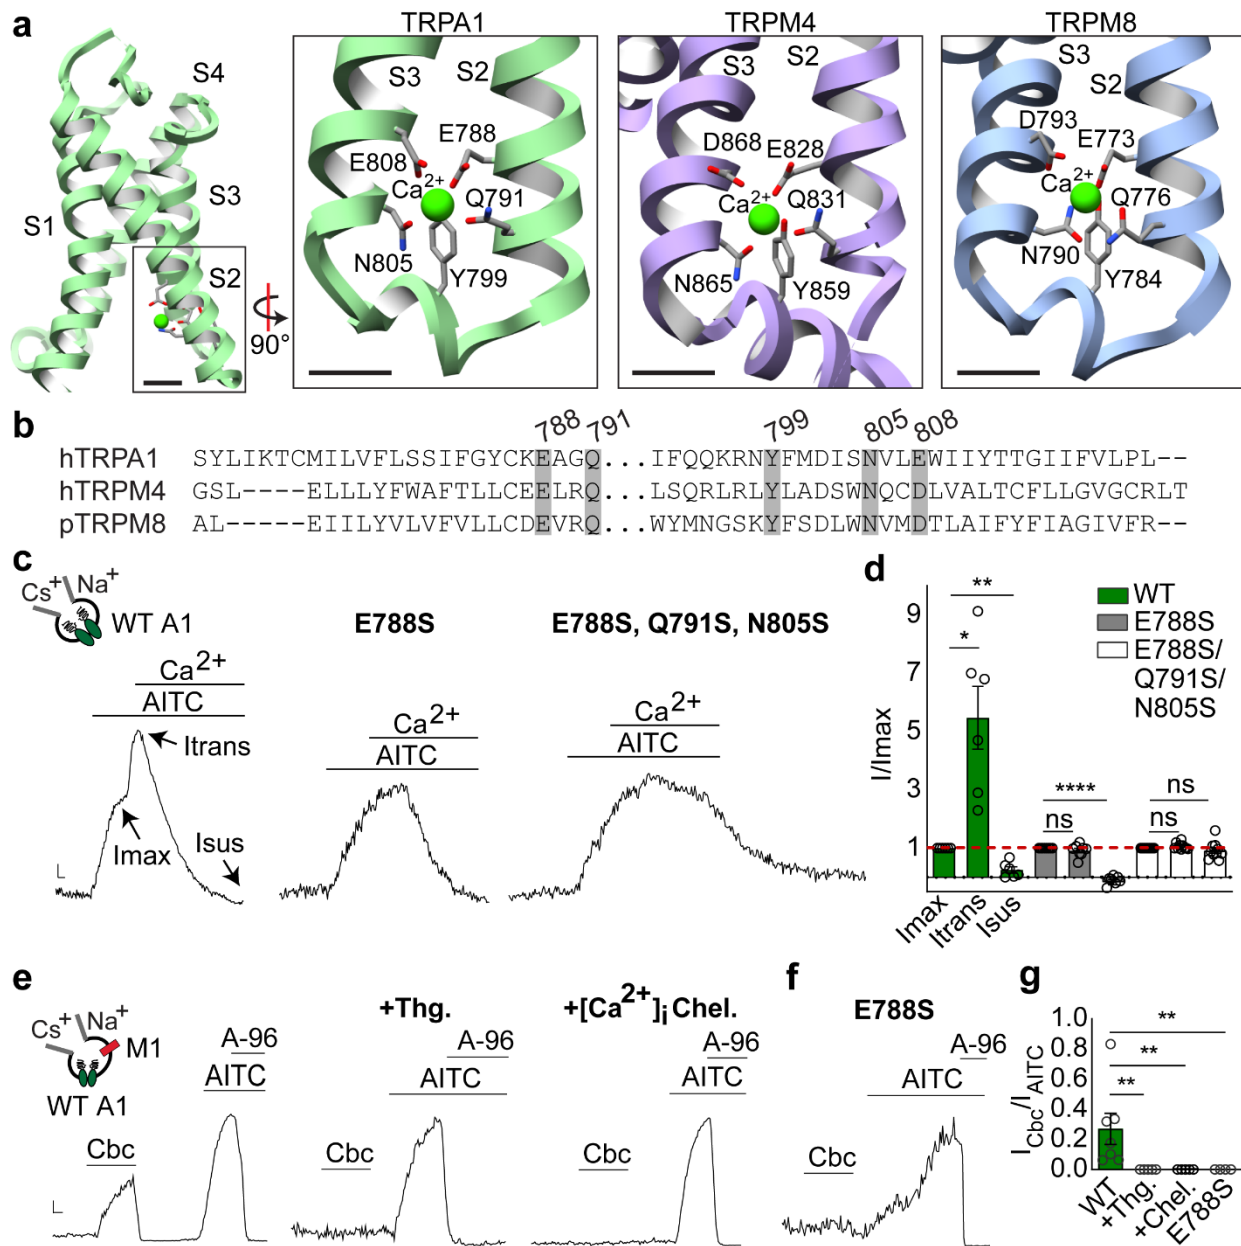 a
TRPA1
TRPM4
TRPM8
S4
S1
S3
S2
90°
S3
S2
E788
E808
Ca2+
Q791
N805
Y799
S3
S2
D868
E828
Ca2+
Q831
N865
Y859
S3
S2
D793
E773
Ca2+
Q776
N790
Y784
b
788 791 799 805 808
hTRPA1 SYLIKTCMILVFLSSIFGYCKEAGQ...IFQQKRNYFMDISNVLEWIIYTTGIIFVLPL--
hTRPM4 GSL----ELLLYFWAFTLLCEELRQ...LSQRLRLYLADSWNQCDLVALTCFLLGVGCRLT
pTRPM8 AL-----EIILYVLVFVLLCDEVRQ...WYMNGSKYFSDLWNVMDTLAIFYFIAGIVFR--
c
Cs+
Na+
WT A1
E788S
E788S, Q791S, N805S
Ca2+
AITC
Itrans
Imax
Isus
Ca2+
AITC
Ca2+
AITC
d
I/Imax
9
7
5
3
1
**
*
****
ns
ns
ns
WT
E788S
E788S/
Q791S/
N805S
Imax
Itrans
Isus
e
Cs+
Na+
M1
WT A1
+Thg.
+[Ca2+]i Chel.
A-96
AITC
Cbc
A-96
AITC
Cbc
A-96
AITC
Cbc
f
E788S
A-96
AITC
Cbc
g
ICbc/IAITC
1.0
0.8
0.6
0.4
0.2
0.0
**
**
**
WT
+Thg.
+Chel.
E788S